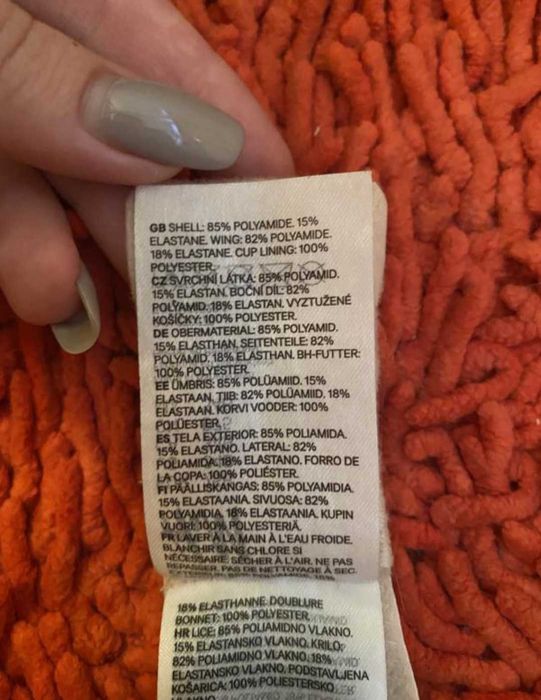 GB SHELL: 85% POLYAMIDE. 15%
ELASTANE. WING: 82% POLYAMIDE.
18% ELASTANE. CUP LINING: 100%
POLYESTER.
CZ SVRCHNÍ LÁTKA: 85% POLYAMID.
15% ELASTAN. BOČNÍ DÍL: 82%
POLYAMID. 18% ELASTAN. VYZTUŽENÉ
KOŠÍČKY: 100% POLYESTER.
DE OBERMATERIAL: 85% POLYAMID.
15% ELASTHAN. SEITENTEILE: 82%
POLYAMID. 18% ELASTHAN. BH-FUTTER:
100% POLYESTER.
EE ÜMBRIS: 85% POLÜAMIID. 15%
ELASTAAN. TIIB: 82% POLÜAMIID. 18%
ELASTAAN. KORVI VOODER: 100%
POLÜESTER.
ES TELA EXTERIOR: 85% POLIAMIDA.
15% ELASTANO. LATERAL: 82%
POLIAMIDA. 18% ELASTANO. FORRO DE
LA COPA: 100% POLIÉSTER.
FI PÄÄLLISKANGAS: 85% POLYAMIDIA.
15% ELASTAANIA. SIVUOSA: 82%
POLYAMIDIA. 18% ELASTAANIA. KUPIN
VUORI: 100% POLYESTERIÄ.
FR LAVER À LA MAIN À L'EAU FROIDE.
BLANCHIR SANS CHLORE SI
NÉCESSAIRE. SÉCHER À L'AIR. NE PAS
REPASSER. PAS DE NETTOYAGE À SEC.
18% ELASTHANNE. DOUBLURE
BONNET: 100% POLYESTER.
HR LICE: 85% POLIAMIDNO VLAKNO.
15% ELASTANSKO VLAKNO. KRILO:
82% POLIAMIDNO VLAKNO. 18%
ELASTANSKO VLAKNO. PODSTAVLJENA
KOŠARICA: 100% POLIESTERSKO